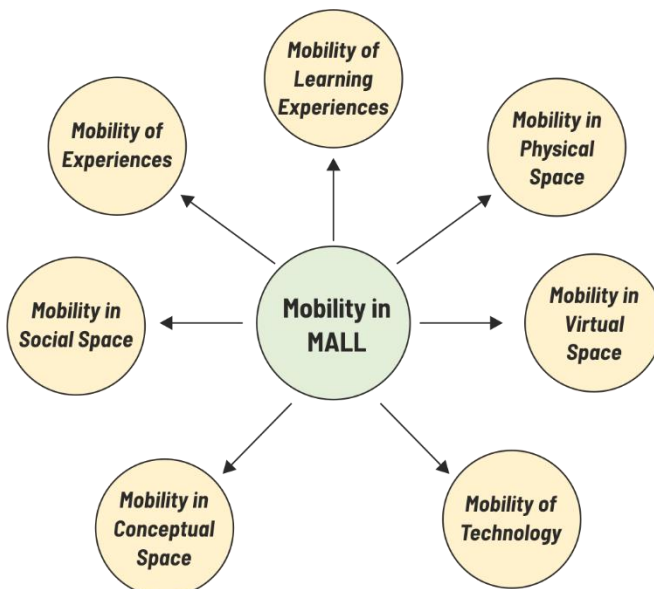 Mobility of
Learning
Experiences
Mobility of
Experiences
Mobility in
Physical
Space
Mobility in
Social Space
Mobility in
MALL
Mobility in
Virtual
Space
Mobility in
Conceptual
Space
Mobility of
Technology